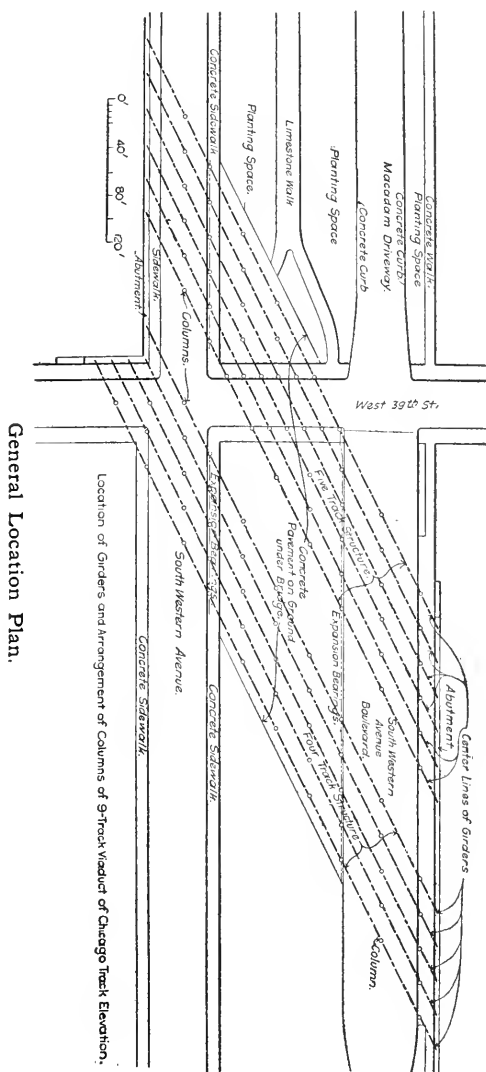 Concrete Walk.
Planting Space
Concrete Curb
Macadam Driveway.
Concrete Curb
Planting Space
Limestone Walk
Planting Space.
Concrete Sidewalk
0' 40' 80' 120'
Sidewalk.
Abutment.
Columns.
West 39th St.
Center Lines of Girders
Abutment
Five Track Structure
South Western
Avenue
Boulevard.
Expansion Bearings.
Concrete
Pavement on Ground
under Bridge.
Four Track Structure
Column.
Expansion Bearings.
Concrete Sidewalk.
South Western Avenue.
Concrete Sidewalk
Location of Girders and Arrangement of Columns of 9-Track Viaduct of Chicago Track Elevation.
General Location Plan.